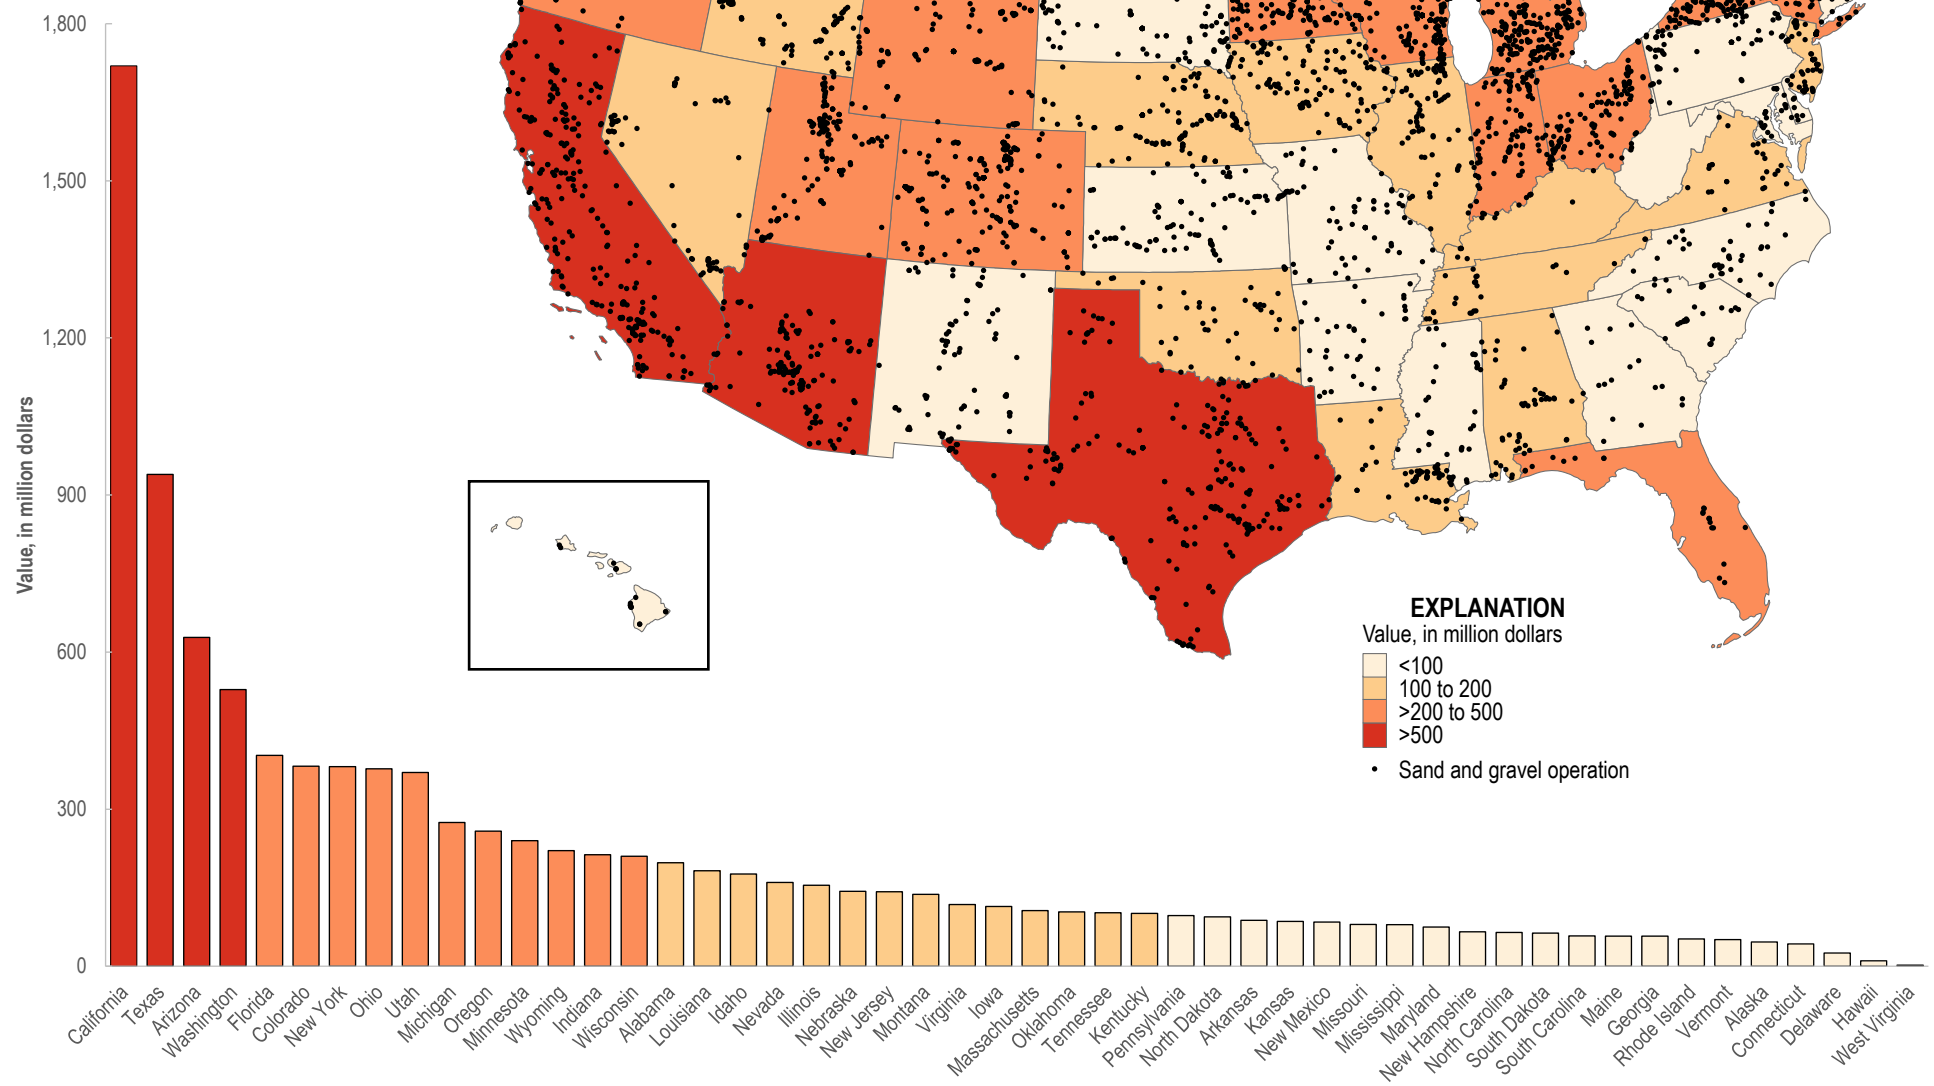 1,800
1,500
1,200
900
600
300
0
Value, in million dollars
EXPLANATION
Value, in million dollars
<100
100 to 200
>200 to 500
>500
Sand and gravel operation
California
Texas
Arizona
Washington
Florida
Colorado
New York
Ohio
Utah
Michigan
Oregon
Minnesota
Wyoming
Indiana
Wisconsin
Alabama
Louisiana
Idaho
Nevada
Illinois
Nebraska
New Jersey
Montana
Virginia
Iowa
Massachusetts
Oklahoma
Tennessee
Kentucky
Pennsylvania
North Dakota
Arkansas
Kansas
New Mexico
Missouri
Mississippi
Maryland
New Hampshire
North Carolina
South Dakota
South Carolina
Maine
Georgia
Rhode Island
Vermont
Alaska
Connecticut
Delaware
Hawaii
West Virginia